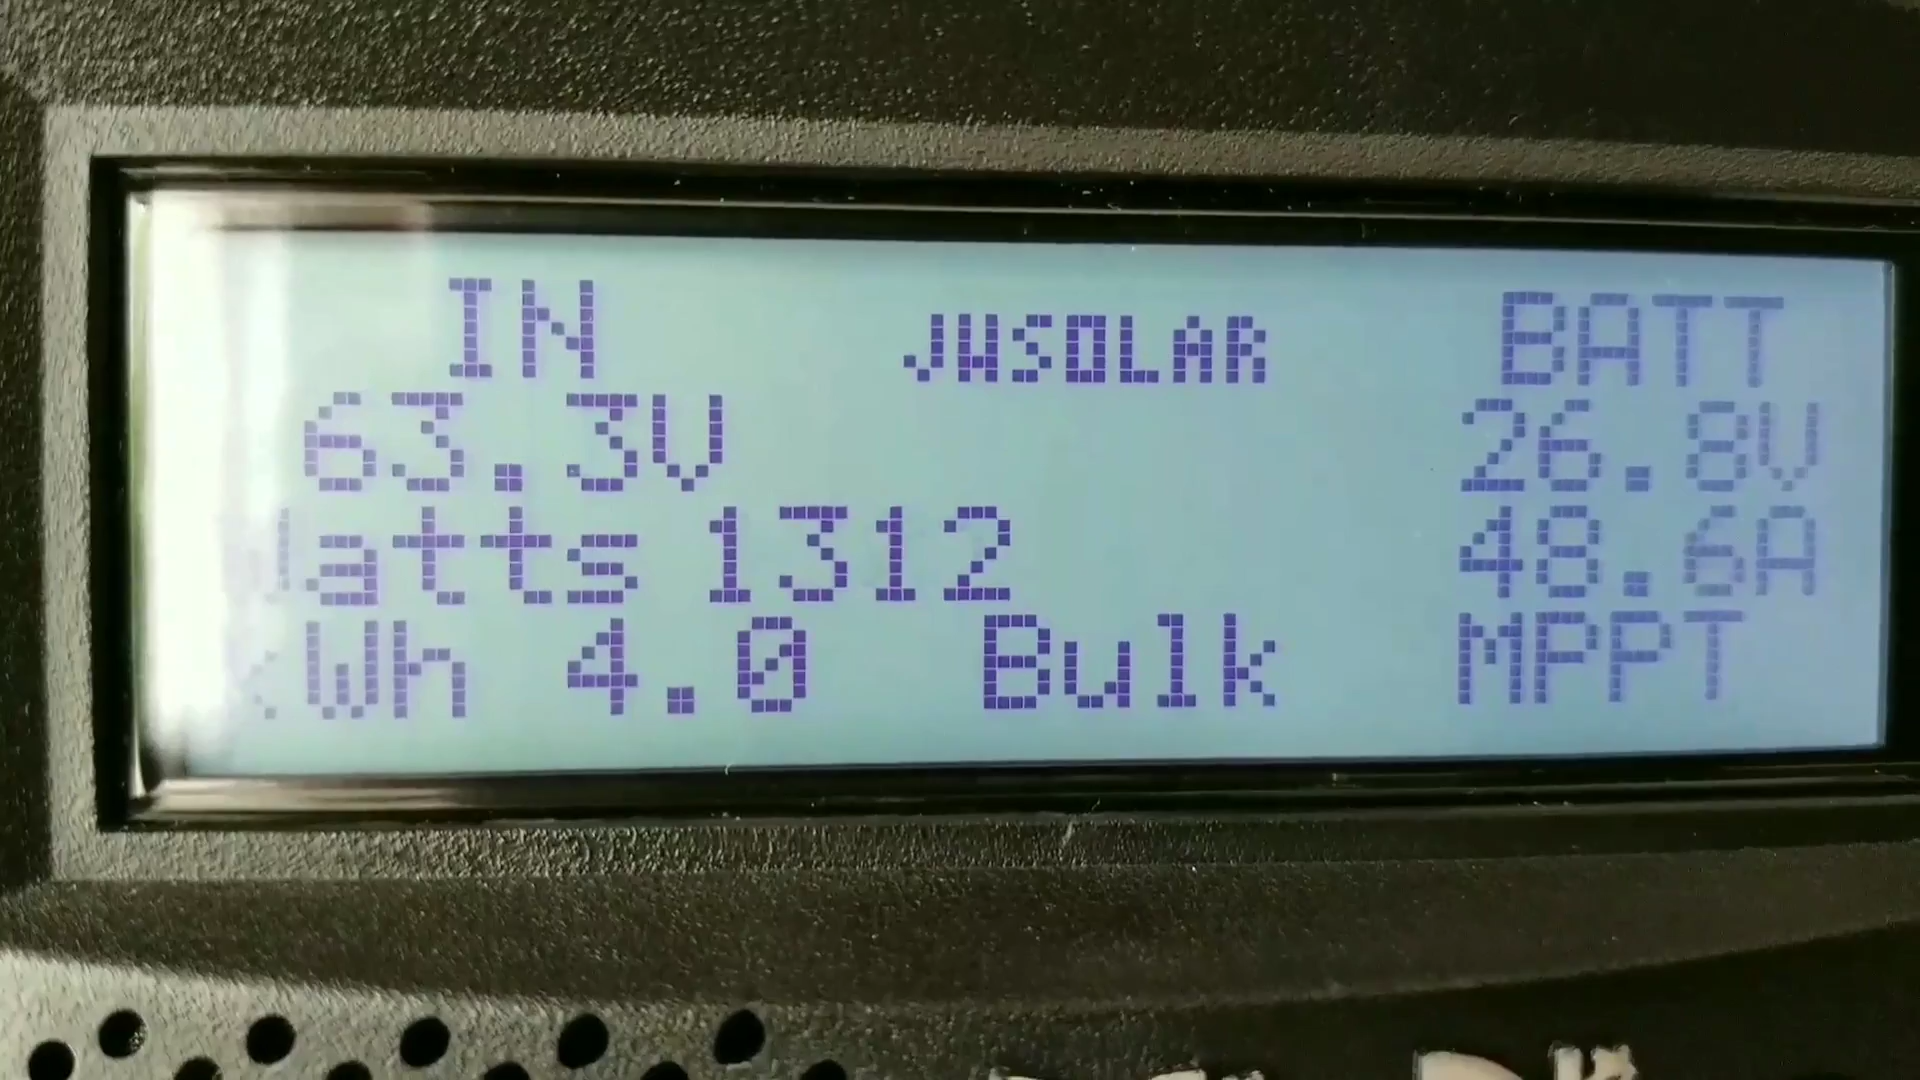 IN JWSOLAR BATT
63.3V 26.8V
Watts 1312 48.6A
kWh 4.0 Bulk MPPT